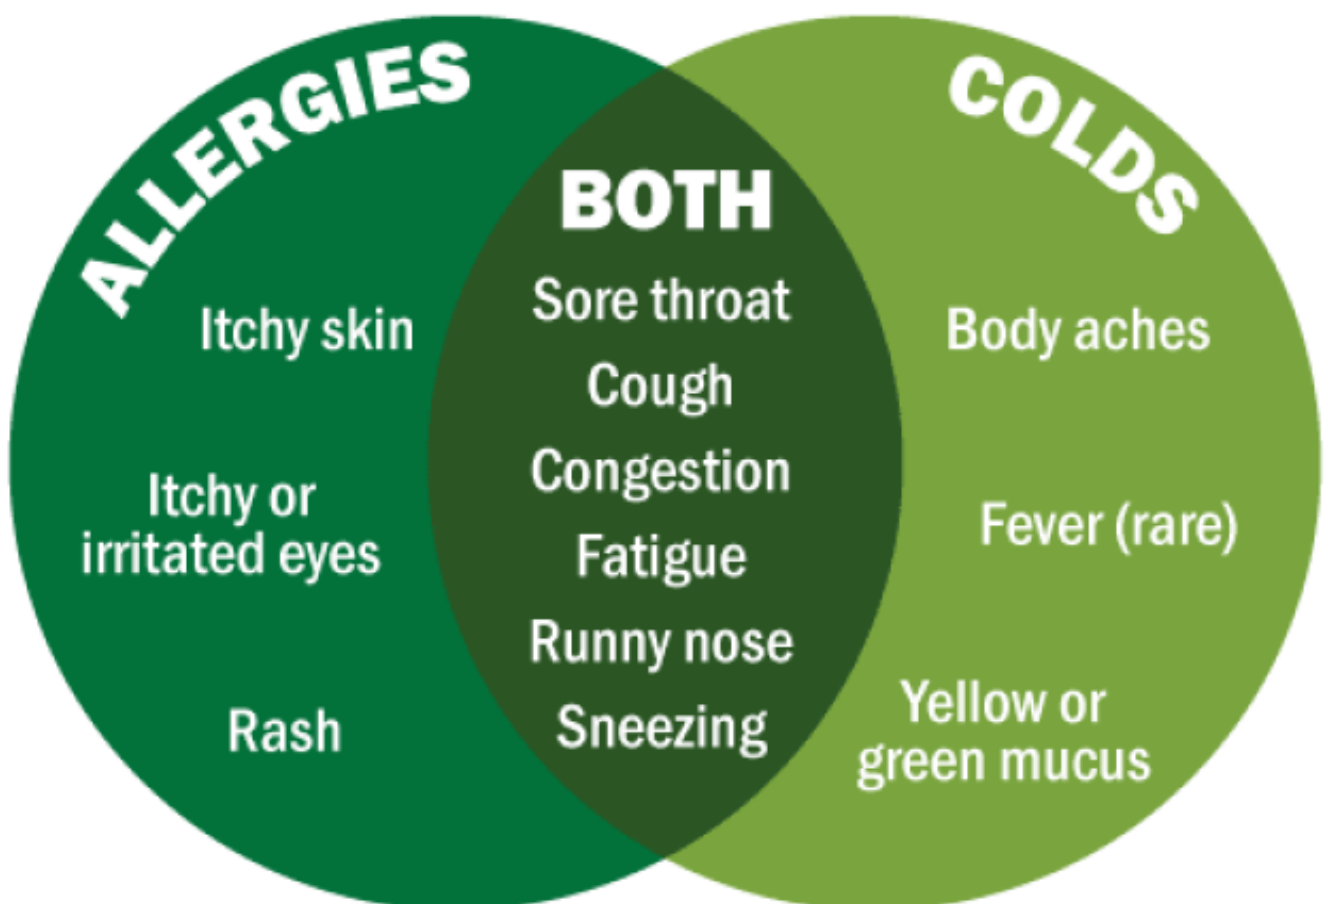 ALLERGIES
Itchy skin
Itchy or
irritated eyes
Rash
BOTH
Sore throat
Cough
Congestion
Fatigue
Runny nose
Sneezing
COLDS
Body aches
Fever (rare)
Yellow or
green mucus